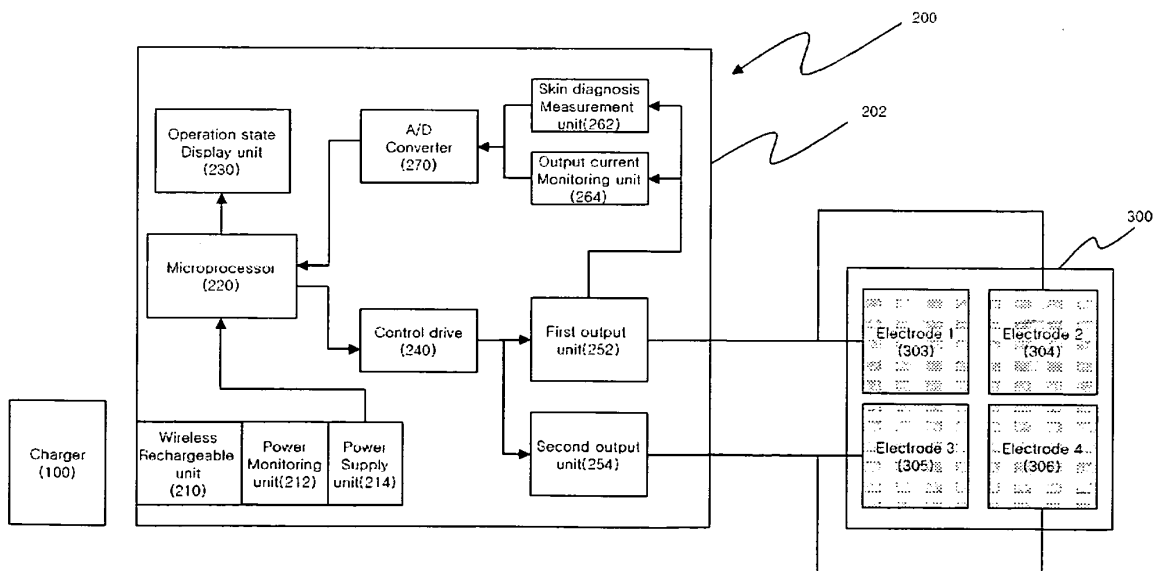 200
202
Skin diagnosis
Measurement
unit(262)
A/D
Converter
(270)
Operation state
Display unit
(230)
Output current
Monitoring unit
(264)
300
Microprocessor
(220)
Control drive
(240)
First output
unit(252)
Electrode 1
(303)
Electrode 2
(304)
Charger
(100)
Wireless
Rechargeable
unit
(210)
Power
Monitoring
unit(212)
Power
Supply
unit(214)
Second output
unit(254)
Electrode 3
(305)
Electrode 4
(306)